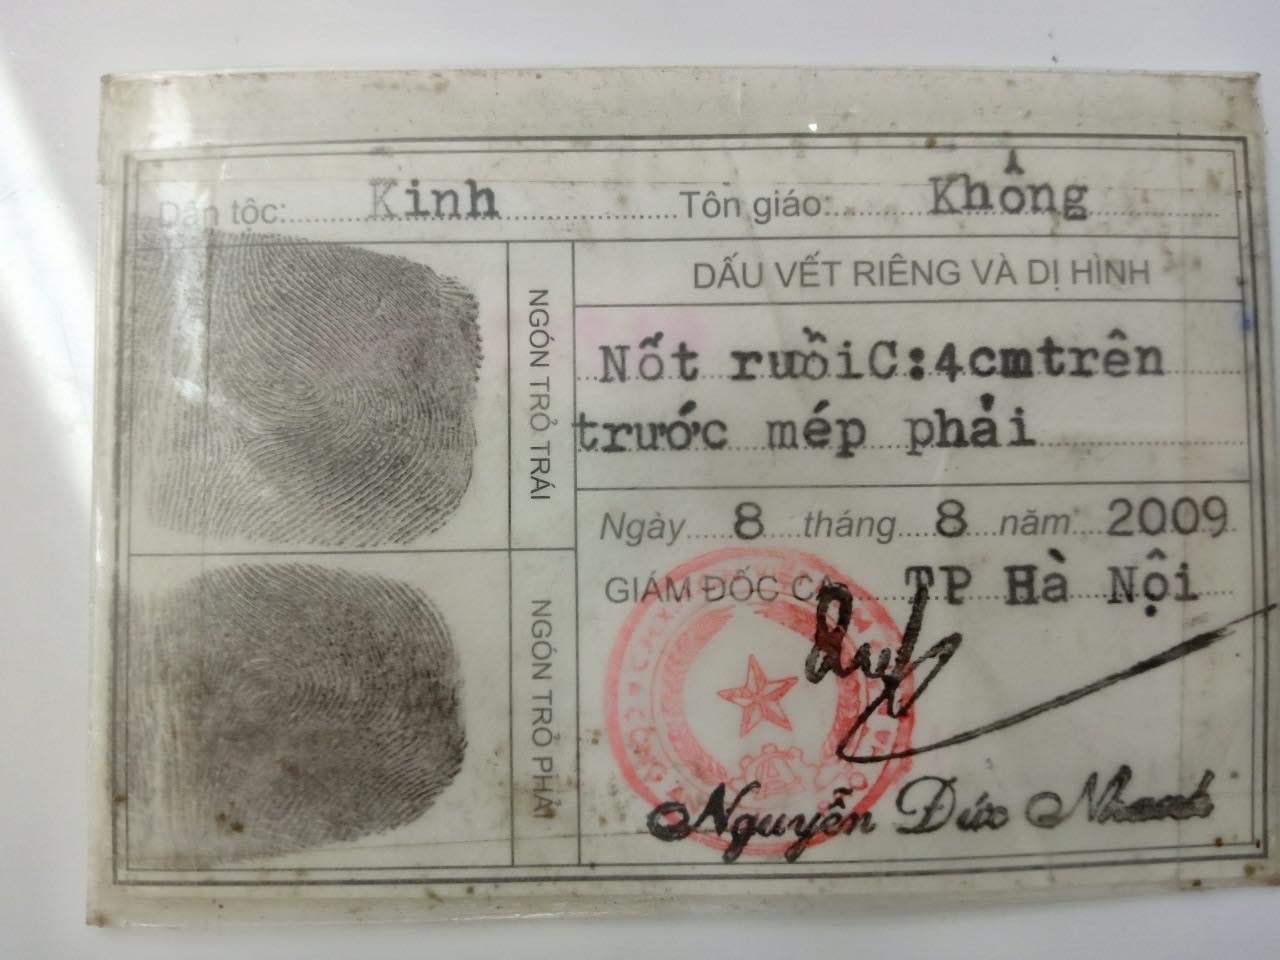 Dân tộc: Kinh Tôn giáo: Không
DẤU VẾT RIÊNG VÀ DỊ HÌNH
NGÓN TRỎ TRÁI
Nốt ruồi C:4cm trên
trước mép phải
Ngày 8 tháng 8 năm 2009
GIÁM ĐỐC CA TP Hà Nội
NGÓN TRỎ PHẢI
Nguyễn Đức Nhanh